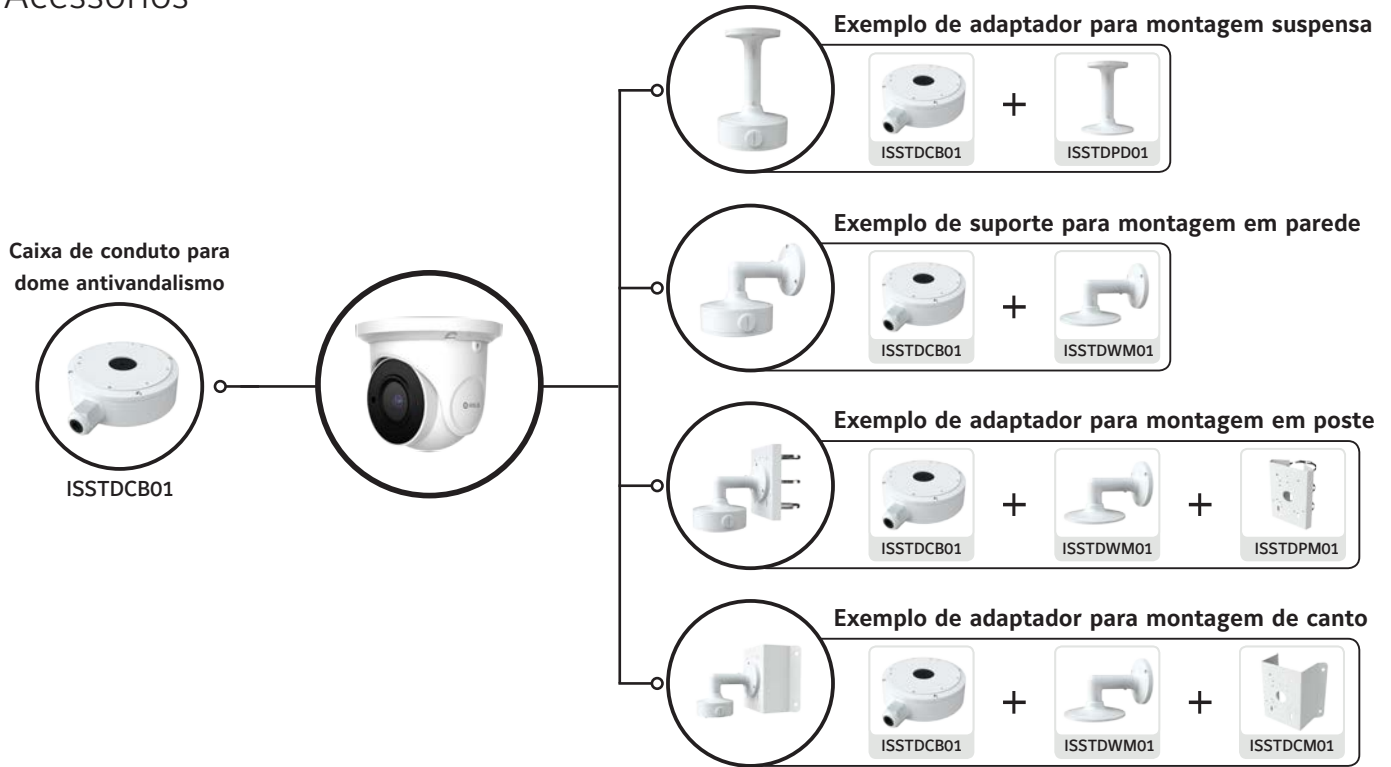 Acessórios
Caixa de conduto para
dome antivandalismo
ISSTDCB01
Exemplo de adaptador para montagem suspensa
ISSTDCB01
+
ISSTDPD01
Exemplo de suporte para montagem em parede
ISSTDCB01
+
ISSTDWM01
Exemplo de adaptador para montagem em poste
ISSTDCB01
+
ISSTDWM01
+
ISSTDPM01
Exemplo de adaptador para montagem de canto
ISSTDCB01
+
ISSTDWM01
+
ISSTDCM01